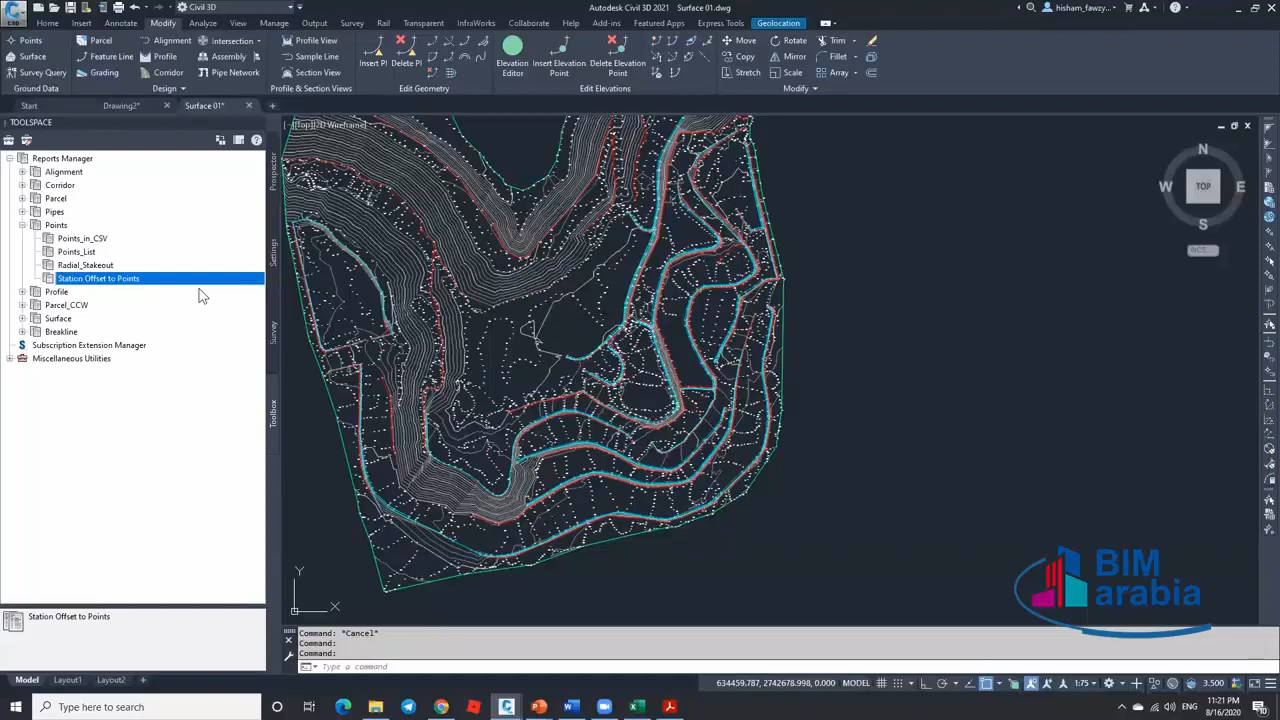 C3D
Civil 3D
Autodesk Civil 3D 2021 Surface 01.dwg
hisham_fawzy...
Home Insert Annotate Modify Analyze View Manage Output Survey Rail Transparent InfraWorks Collaborate Help Add-ins Featured Apps Express Tools Geolocation
Points
Surface
Survey Query
Ground Data
Parcel
Feature Line
Grading
Alignment
Profile
Corridor
Intersection
Assembly
Pipe Network
Design
Profile View
Sample Line
Section View
Profile & Section Views
Insert PI Delete PI
Edit Geometry
Elevation Editor
Insert Elevation Point
Delete Elevation Point
Edit Elevations
Move Rotate Trim
Copy Mirror Fillet
Stretch Scale Array
Modify
Start Drawing2* Surface 01*
TOOLSPACE
Reports Manager
Alignment
Corridor
Parcel
Pipes
Points
Points_in_CSV
Points_List
Radial_Stakeout
Station Offset to Points
Profile
Parcel_CCW
Surface
Breakline
Subscription Extension Manager
Miscellaneous Utilities
Prospector
Settings
Survey
Toolbox
Station Offset to Points
[-][Top][2D Wireframe]
N
W TOP E
S
WCS
Y
X
BIM
arabia
Command: *Cancel*
Command:
Command:
Type a command
Model Layout1 Layout2 +
634459.787, 2742678.998, 0.000 MODEL 1:75 3.500
Type here to search
ENG
11:21 PM
8/16/2020